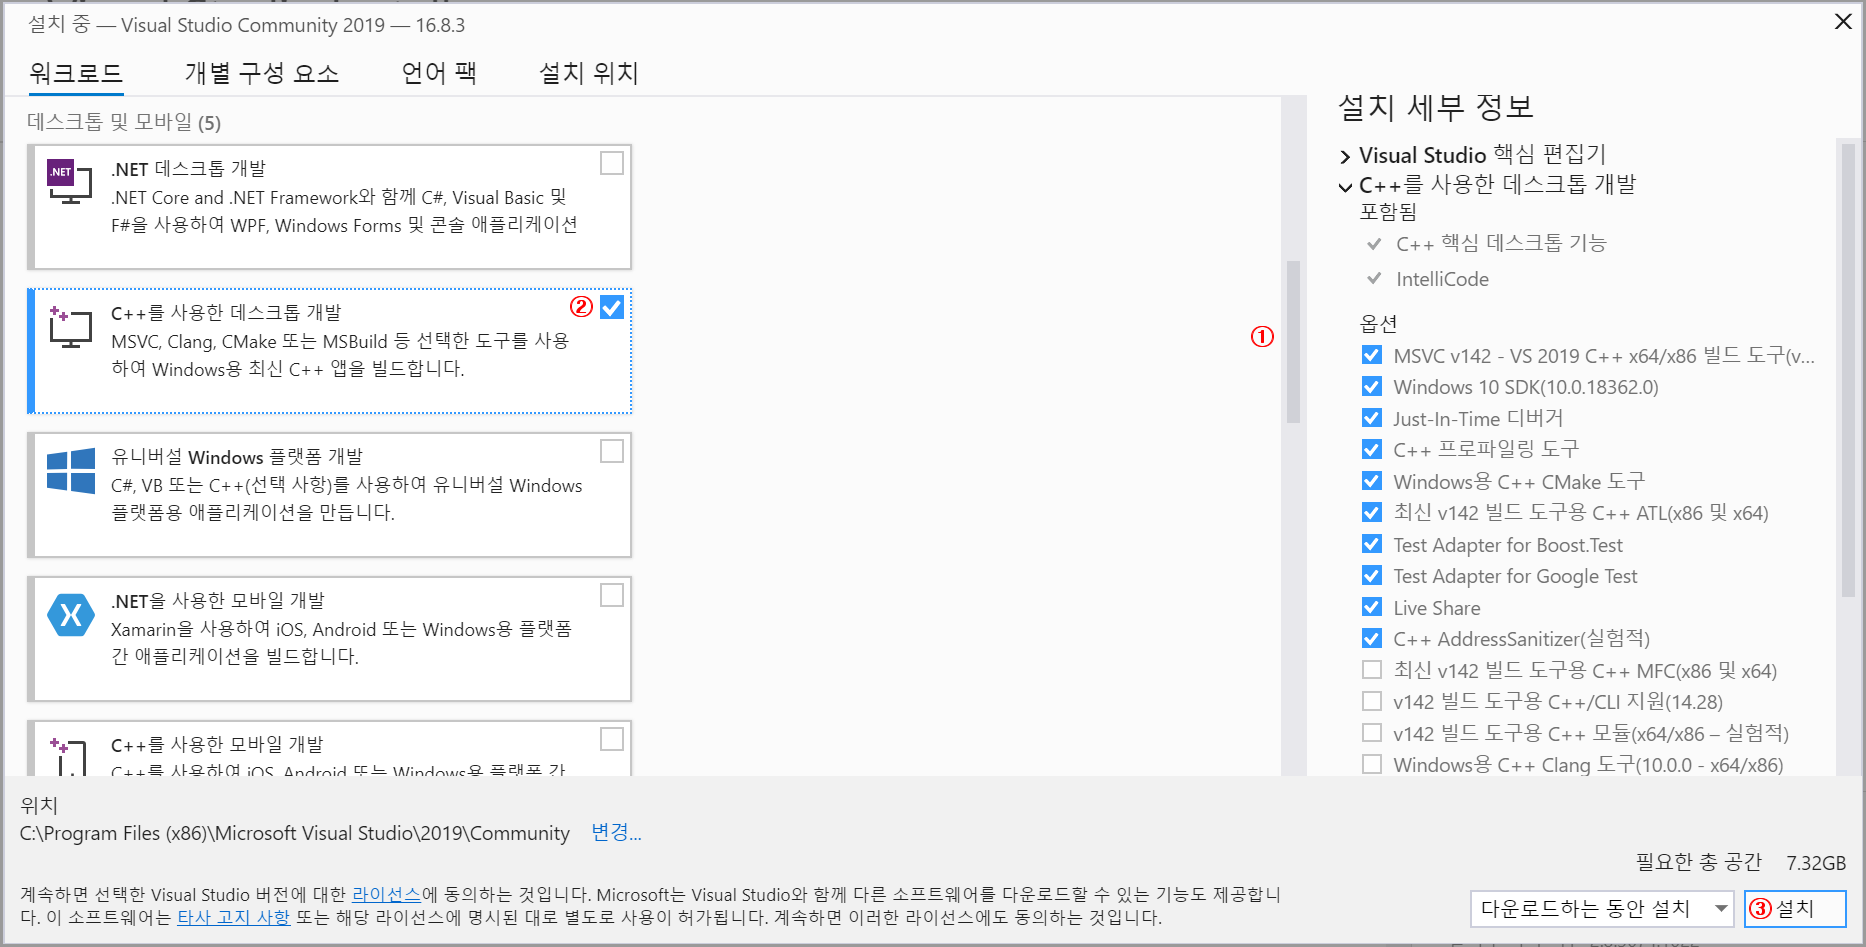 설치 중 — Visual Studio Community 2019 — 16.8.3
워크로드 개별 구성 요소 언어 팩 설치 위치
데스크톱 및 모바일 (5)
.NET
.NET 데스크톱 개발
.NET Core and .NET Framework와 함께 C#, Visual Basic 및
F#을 사용하여 WPF, Windows Forms 및 콘솔 애플리케이션
C++를 사용한 데스크톱 개발
②
MSVC, Clang, CMake 또는 MSBuild 등 선택한 도구를 사용
하여 Windows용 최신 C++ 앱을 빌드합니다.
①
유니버설 Windows 플랫폼 개발
C#, VB 또는 C++(선택 사항)를 사용하여 유니버설 Windows
플랫폼용 애플리케이션을 만듭니다.
.NET을 사용한 모바일 개발
Xamarin을 사용하여 iOS, Android 또는 Windows용 플랫폼
간 애플리케이션을 빌드합니다.
C++를 사용한 모바일 개발
C++를 사용하여 iOS, Android 또는 Windows용 플랫폼 간
설치 세부 정보
Visual Studio 핵심 편집기
C++를 사용한 데스크톱 개발
포함됨
C++ 핵심 데스크톱 기능
IntelliCode
옵션
MSVC v142 - VS 2019 C++ x64/x86 빌드 도구(v...
Windows 10 SDK(10.0.18362.0)
Just-In-Time 디버거
C++ 프로파일링 도구
Windows용 C++ CMake 도구
최신 v142 빌드 도구용 C++ ATL(x86 및 x64)
Test Adapter for Boost.Test
Test Adapter for Google Test
Live Share
C++ AddressSanitizer(실험적)
최신 v142 빌드 도구용 C++ MFC(x86 및 x64)
v142 빌드 도구용 C++/CLI 지원(14.28)
v142 빌드 도구용 C++ 모듈(x64/x86 – 실험적)
Windows용 C++ Clang 도구(10.0.0 - x64/x86)
위치
C:\Program Files (x86)\Microsoft Visual Studio\2019\Community 변경...
필요한 총 공간 7.32GB
계속하면 선택한 Visual Studio 버전에 대한 라이선스에 동의하는 것입니다. Microsoft는 Visual Studio와 함께 다른 소프트웨어를 다운로드할 수 있는 기능도 제공합니
다. 이 소프트웨어는 타사 고지 사항 또는 해당 라이선스에 명시된 대로 별도로 사용이 허가됩니다. 계속하면 이러한 라이선스에도 동의하는 것입니다.
다운로드하는 동안 설치
③ 설치